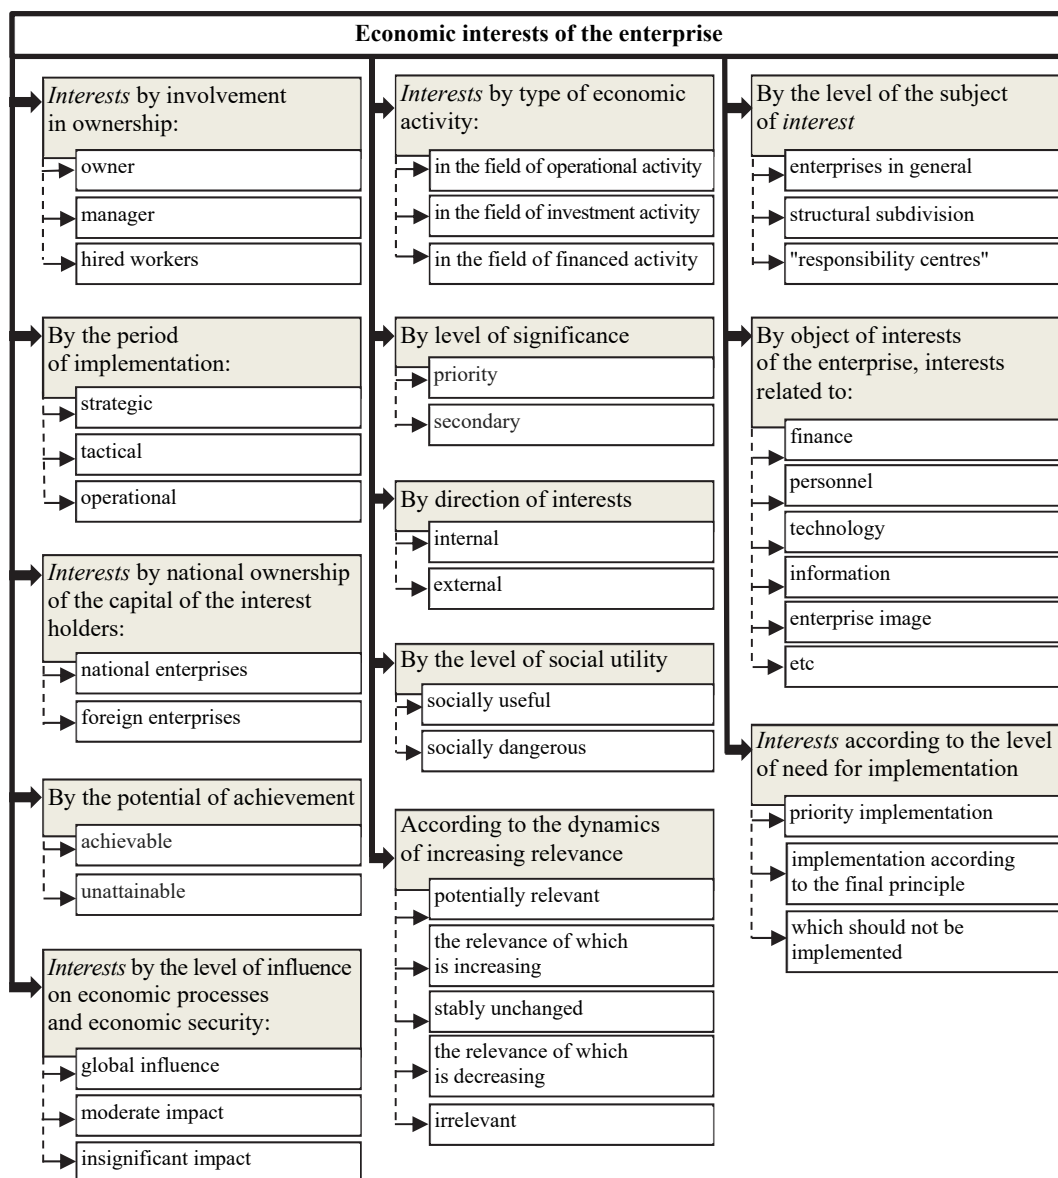 Economic interests of the enterprise
Interests by involvement
in ownership:
owner
manager
hired workers
By the period
of implementation:
strategic
tactical
operational
Interests by national ownership
of the capital of the interest
holders:
national enterprises
foreign enterprises
By the potential of achievement
achievable
unattainable
Interests by the level of influence
on economic processes
and economic security:
global influence
moderate impact
insignificant impact
Interests by type of economic
activity:
in the field of operational activity
in the field of investment activity
in the field of financed activity
By level of significance
priority
secondary
By direction of interests
internal
external
By the level of social utility
socially useful
socially dangerous
According to the dynamics
of increasing relevance
potentially relevant
the relevance of which
is increasing
stably unchanged
the relevance of which
is decreasing
irrelevant
By the level of the subject
of interest
enterprises in general
structural subdivision
"responsibility centres"
By object of interests
of the enterprise, interests
related to:
finance
personnel
technology
information
enterprise image
etc
Interests according to the level
of need for implementation
priority implementation
implementation according
to the final principle
which should not be
implemented